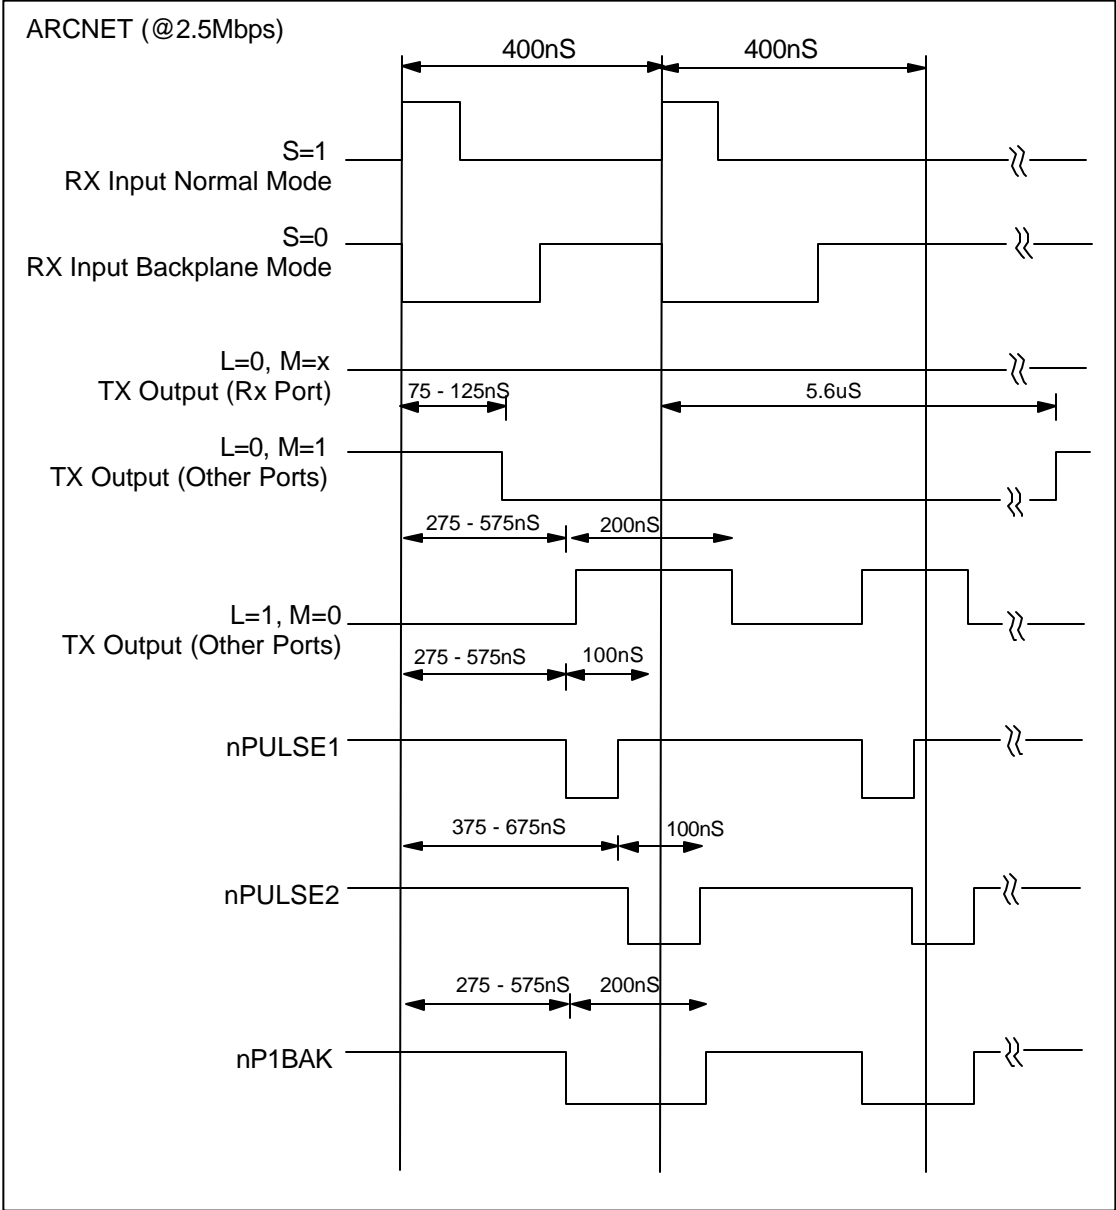 ARCNET (@2.5Mbps)
400nS 400nS
S=1
RX Input Normal Mode
S=0
RX Input Backplane Mode
L=0, M=x
TX Output (Rx Port)
75 - 125nS 5.6uS
L=0, M=1
TX Output (Other Ports)
275 - 575nS 200nS
L=1, M=0
TX Output (Other Ports)
275 - 575nS 100nS
nPULSE1
375 - 675nS 100nS
nPULSE2
275 - 575nS 200nS
nP1BAK